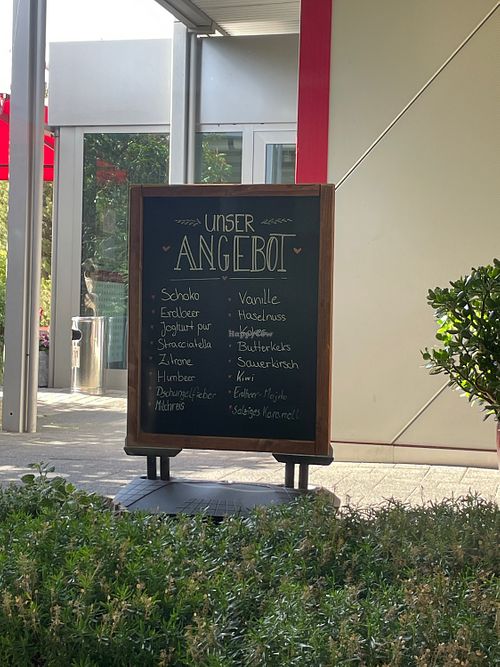 UNSER
ANGEBOT
Schoko
Erdbeer
Joghurt pur
Stracciatella
Zitrone
Himbeer
Dschungelfieber
Milchreis
Vanille
Haselnuss
HappyCow
Butterkeks
Sauerkirsch
Kiwi
Erdbeer-Mojito
Salziges Karamell